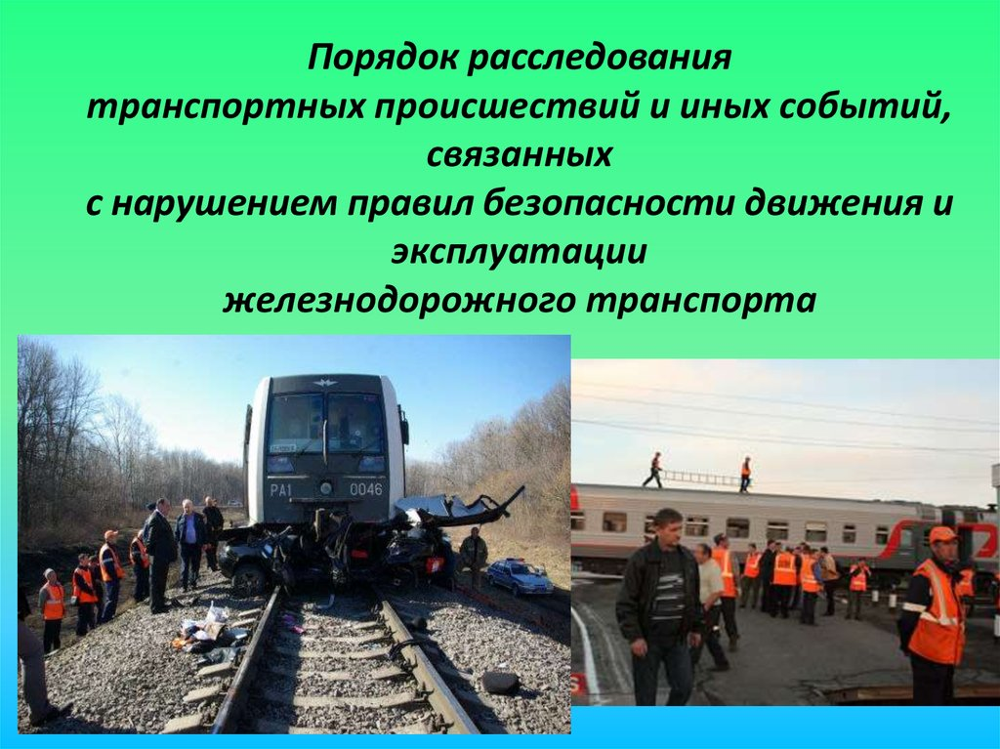 Порядок расследования
транспортных происшествий и иных событий,
связанных
с нарушением правил безопасности движения и
эксплуатации
железнодорожного транспорта
РА1 0046